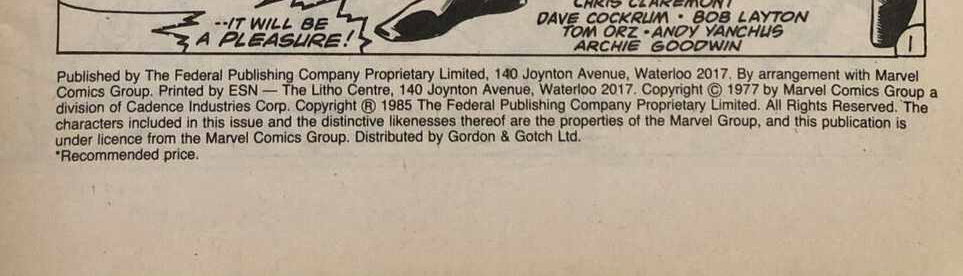 --IT WILL BE
A PLEASURE!
CHRIS CLAREMONT
DAVE COCKRUM • BOB LAYTON
TOM ORZ • ANDY YANCHUS
ARCHIE GOODWIN
1
Published by The Federal Publishing Company Proprietary Limited, 140 Joynton Avenue, Waterloo 2017. By arrangement with Marvel
Comics Group. Printed by ESN — The Litho Centre, 140 Joynton Avenue, Waterloo 2017. Copyright © 1977 by Marvel Comics Group a
division of Cadence Industries Corp. Copyright ® 1985 The Federal Publishing Company Proprietary Limited. All Rights Reserved. The
characters included in this issue and the distinctive likenesses thereof are the properties of the Marvel Group, and this publication is
under licence from the Marvel Comics Group. Distributed by Gordon & Gotch Ltd.
*Recommended price.